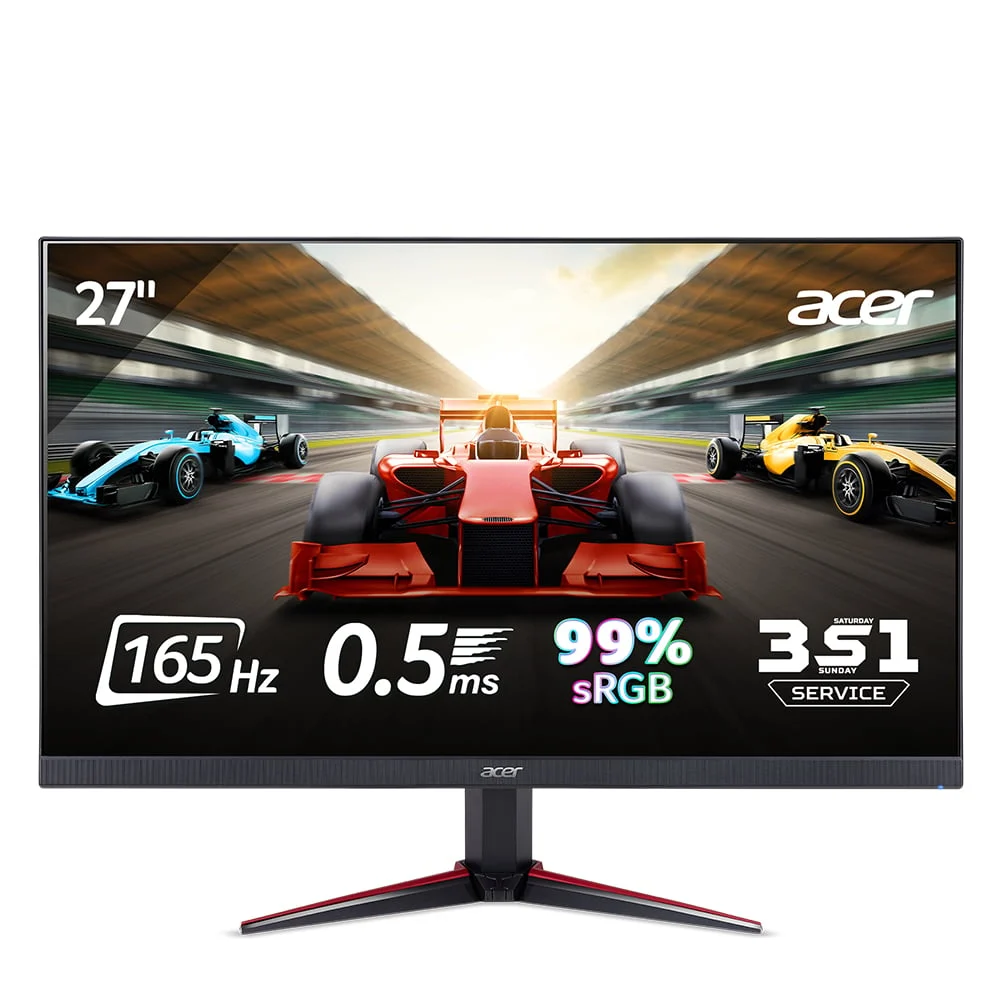 27"
acer
165 Hz
0.5 ms
99%
sRGB
SATURDAY
3S1
SUNDAY
SERVICE
acer